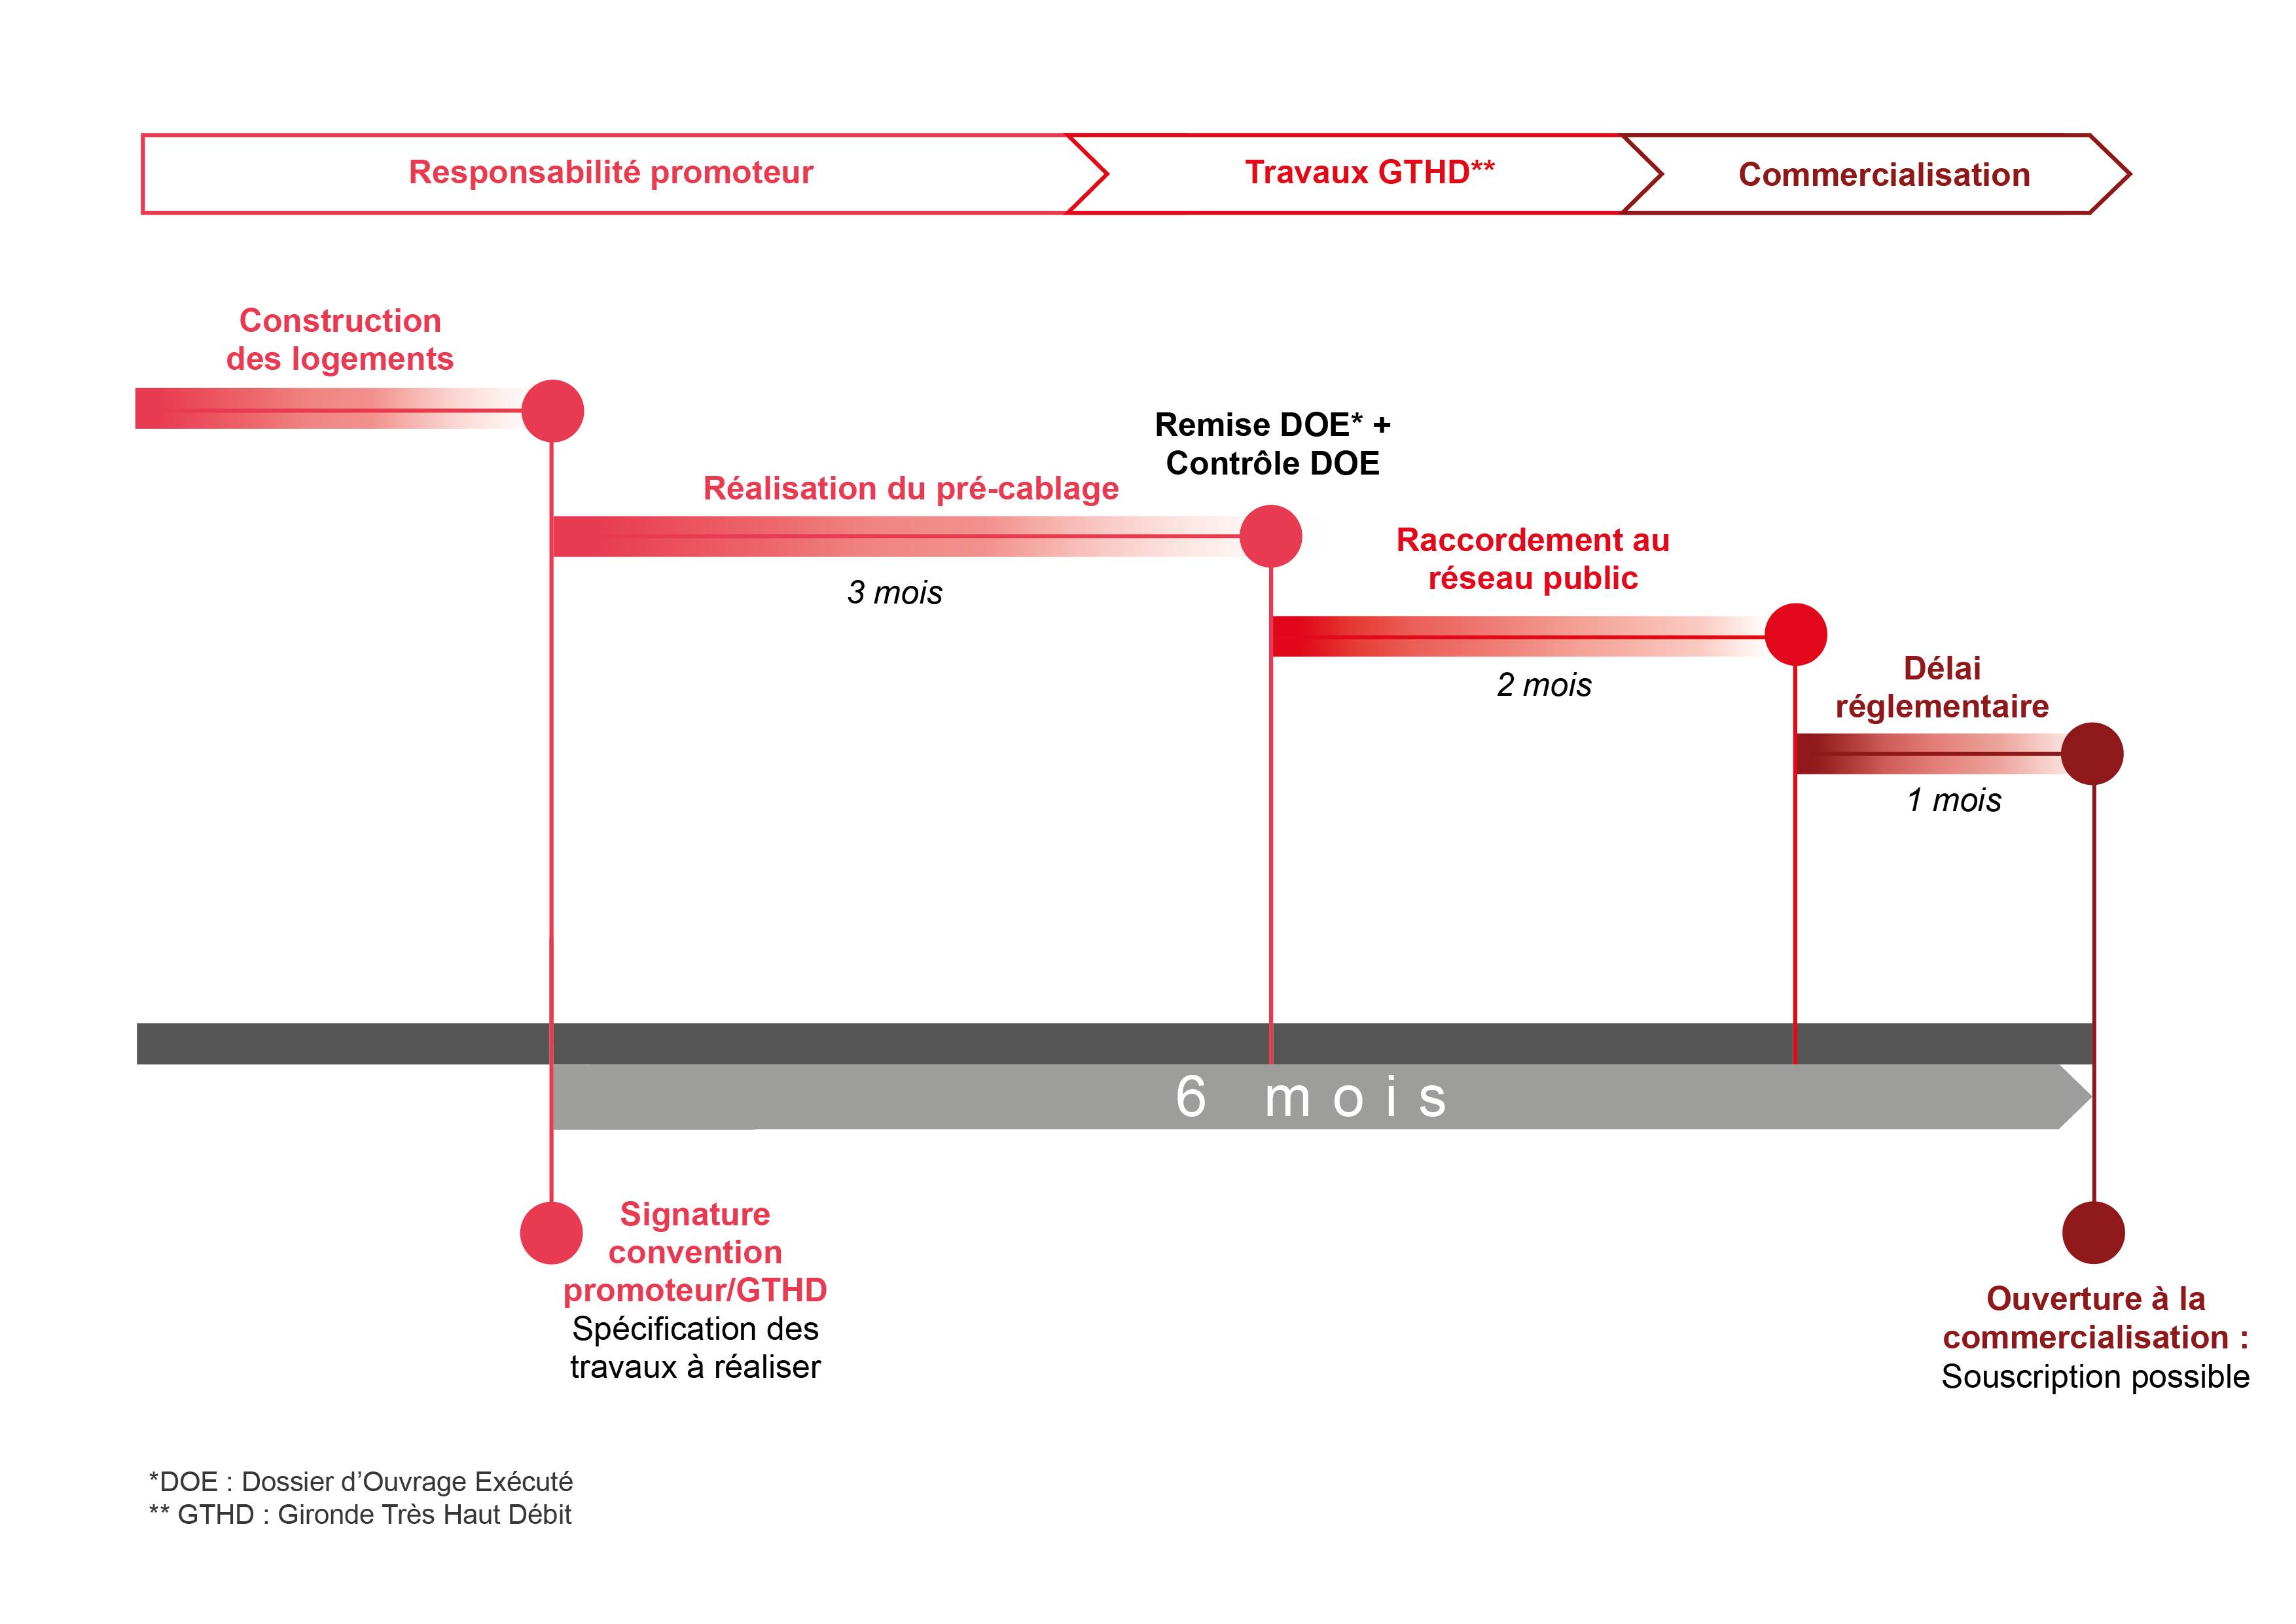 Responsabilité promoteur
Travaux GTHD**
Commercialisation
Construction
des logements
Réalisation du pré-cablage
3 mois
Remise DOE* +
Contrôle DOE
Raccordement au
réseau public
2 mois
Délai
réglementaire
1 mois
6 mois
Signature
convention
promoteur/GTHD
Spécification des
travaux à réaliser
Ouverture à la
commercialisation :
Souscription possible
*DOE : Dossier d’Ouvrage Exécuté
** GTHD : Gironde Très Haut Débit